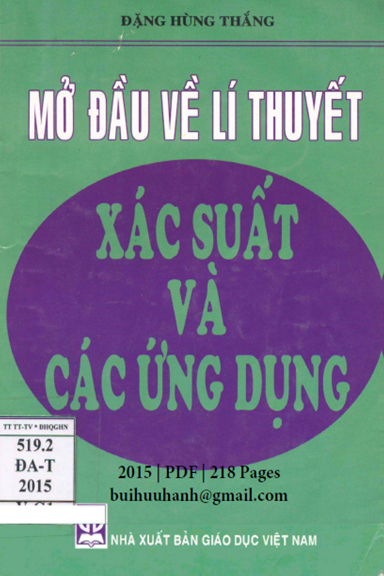 ĐẶNG HÙNG THẮNG
MỞ ĐẦU VỀ LÍ THUYẾT
XÁC SUẤT
VÀ
CÁC ỨNG DỤNG
TT TT-TV * ĐHQGHN
519.2
ĐA-T
2015
2015 | PDF | 218 Pages
buihuuhanh@gmail.com
NHÀ XUẤT BẢN GIÁO DỤC VIỆT NAM